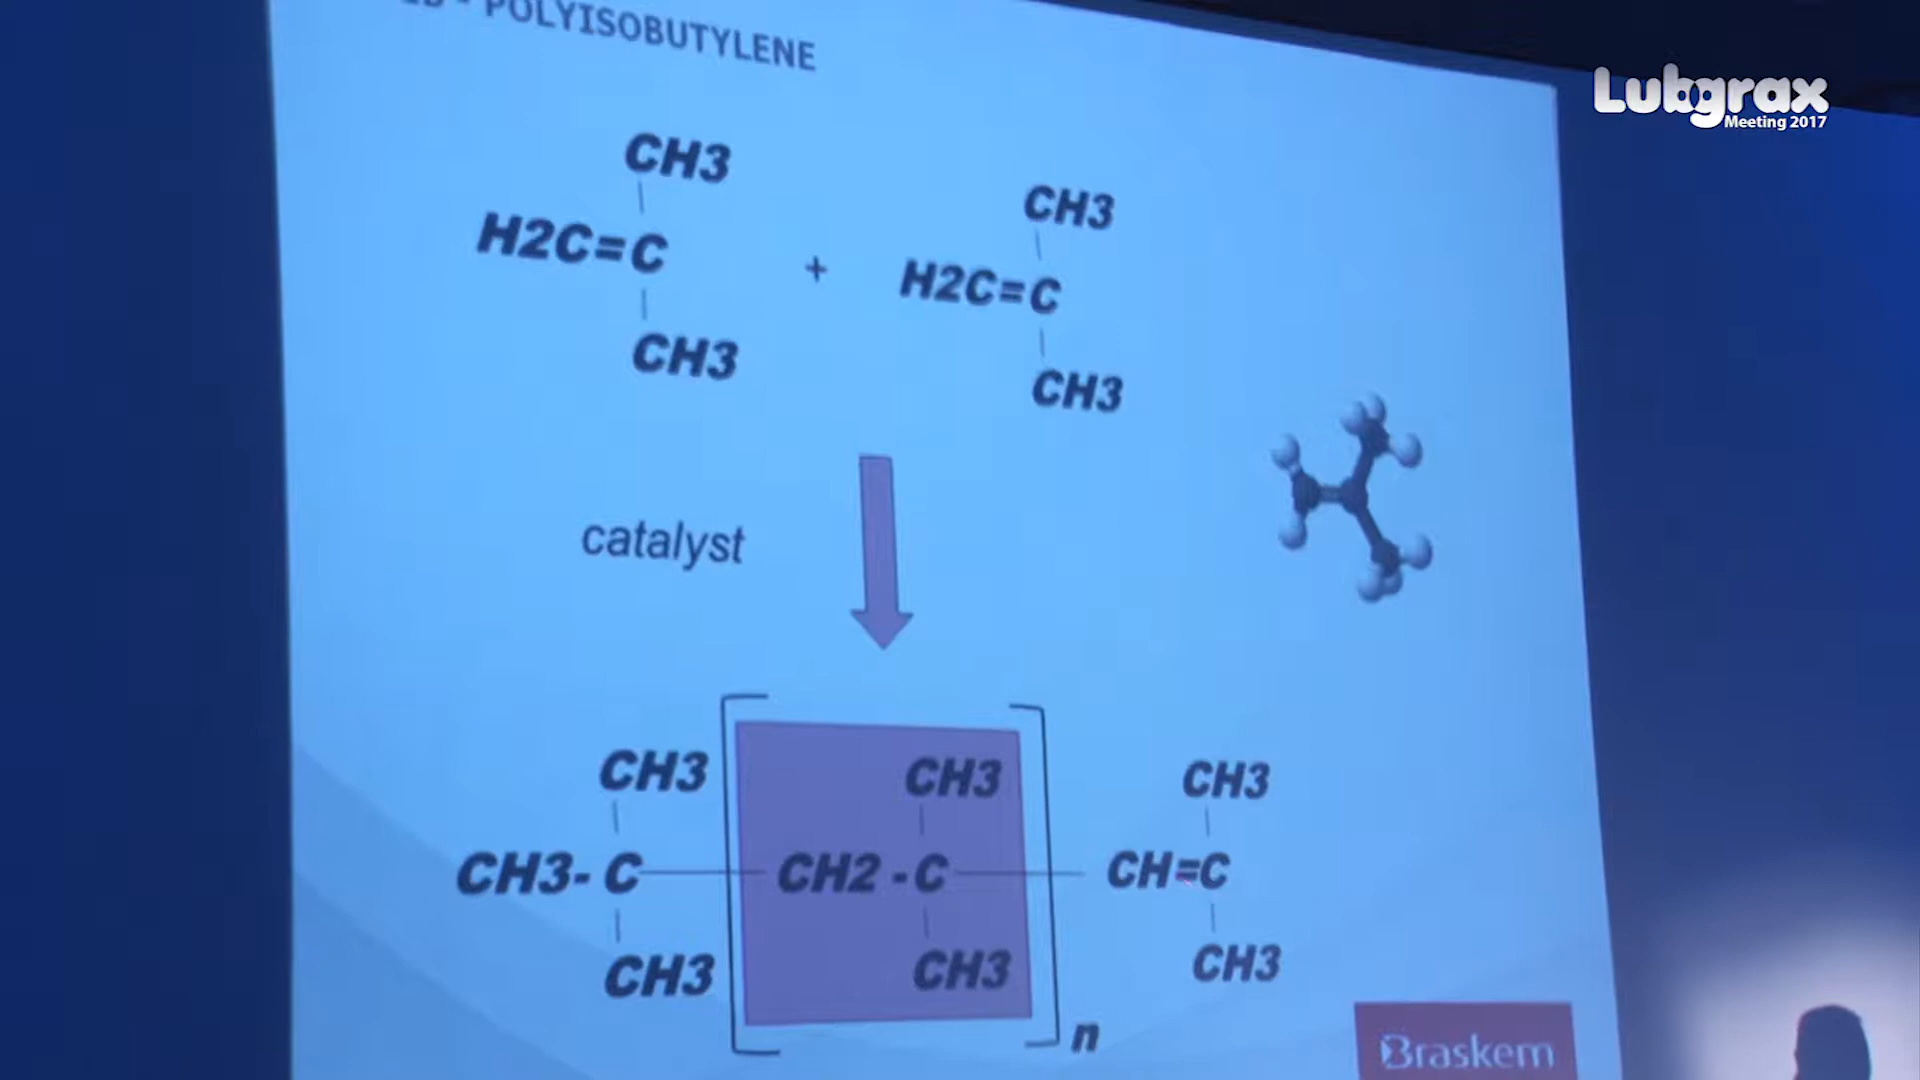 - POLYISOBUTYLENE
Lubgrax
Meeting 2017
CH3
CH3
H2C=C
+
H2C=C
CH3
CH3
catalyst
CH3
CH3
CH3
CH3- C
CH2 -C
CH=C
CH3
CH3
CH3
n
Braskem